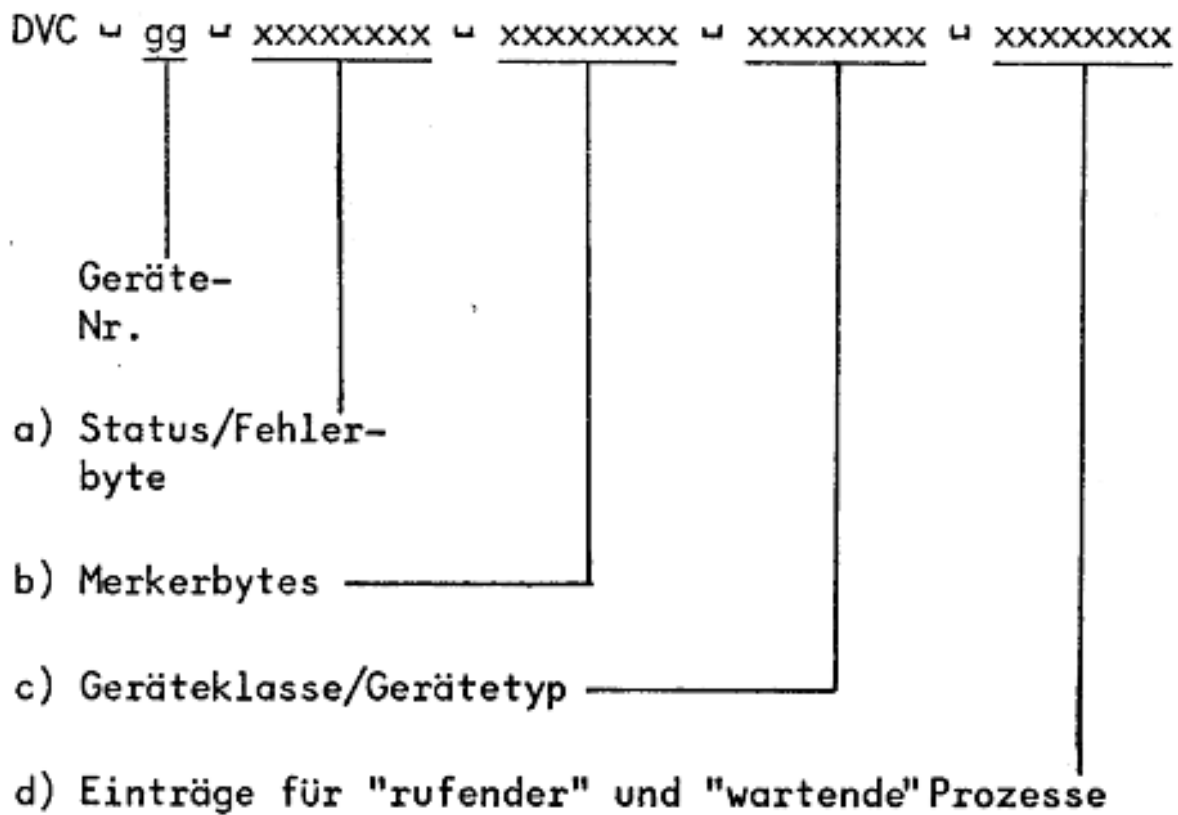 DVC ␣ gg ␣ xxxxxxxx ␣ xxxxxxxx ␣ xxxxxxxx ␣ xxxxxxxx
Geräte-
Nr.
a) Status/Fehler-
byte
b) Merkerbytes
c) Geräteklasse/Gerätetyp
d) Einträge für "rufender" und "wartende" Prozesse